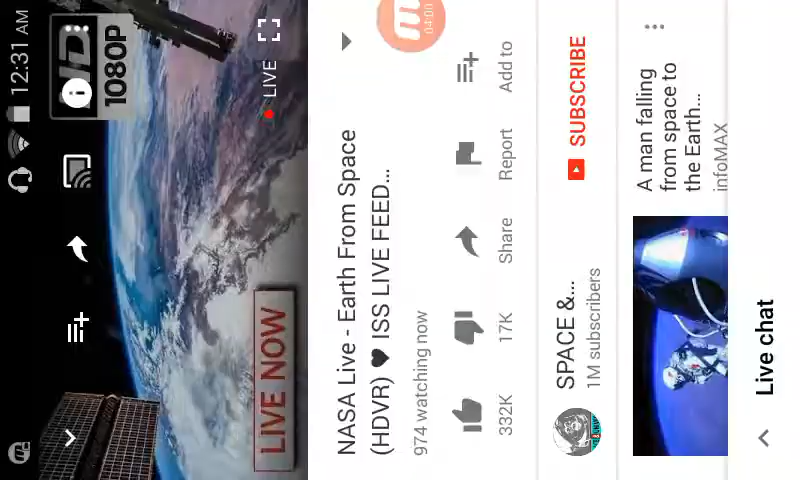 12:31 AM
HD
1080P
LIVE
LIVE NOW
04:00
NASA Live - Earth From Space
(HDVR) ♥ ISS LIVE FEED...
974 watching now
332K
17K
Share
Report
Add to
SPACE &...
1M subscribers
SUBSCRIBE
A man falling
from space to
the Earth...
infoMAX
Live chat